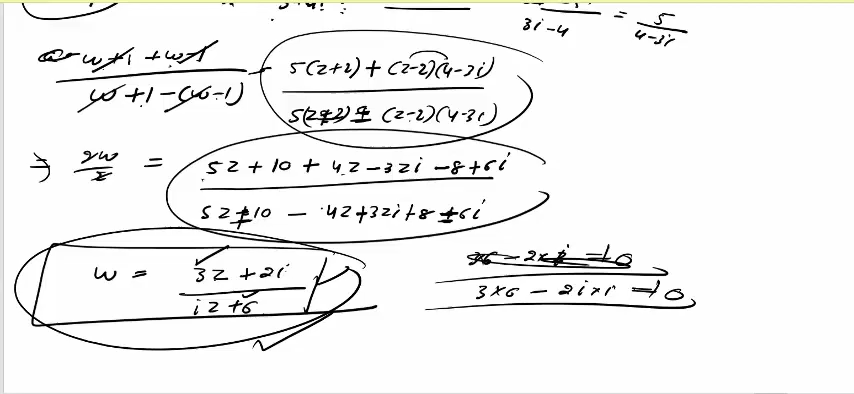 3i-4 = 5/(4-3i)
(w+1 + w-1)/(w+1-(w-1)) = (5(z+2) + (z-2)(4-3i))/(5(z+2) - (z-2)(4-3i))
⇒ 2w/2 = (5z+10+4z-3zi-8+6i)/(5z+10-4z+3zi+8-6i)
w = (3z+2i)/(iz+6)
3×6 - 2i×i ≠ 0